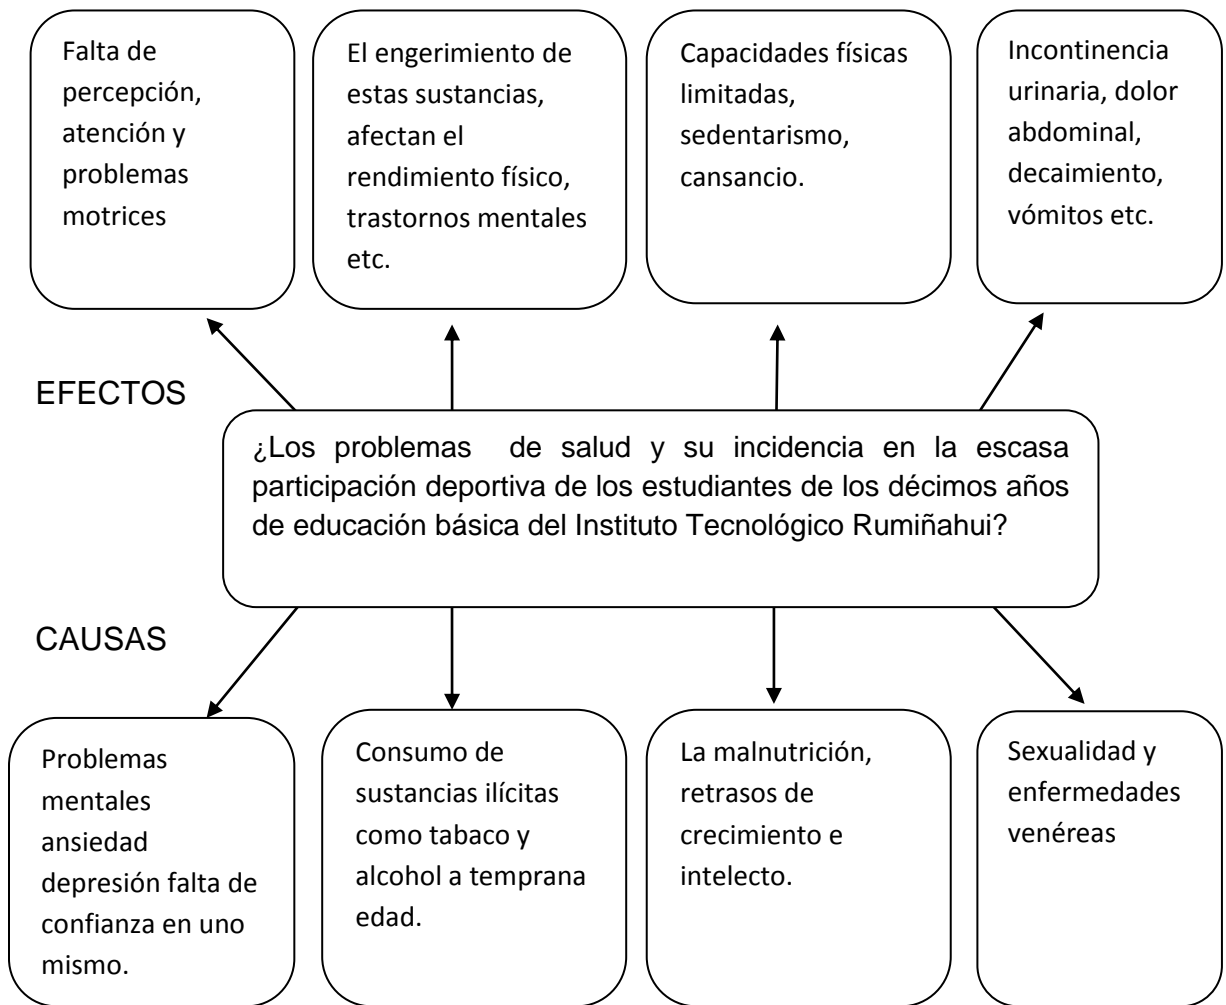 Falta de
percepción,
atención y
problemas
motrices
El engerimiento de
estas sustancias,
afectan el
rendimiento físico,
trastornos mentales
etc.
Capacidades físicas
limitadas,
sedentarismo,
cansancio.
Incontinencia
urinaria, dolor
abdominal,
decaimiento,
vómitos etc.
EFECTOS
¿Los problemas de salud y su incidencia en la escasa
participación deportiva de los estudiantes de los décimos años
de educación básica del Instituto Tecnológico Rumiñahui?
CAUSAS
Problemas
mentales
ansiedad
depresión falta de
confianza en uno
mismo.
Consumo de
sustancias ilícitas
como tabaco y
alcohol a temprana
edad.
La malnutrición,
retrasos de
crecimiento e
intelecto.
Sexualidad y
enfermedades
venéreas